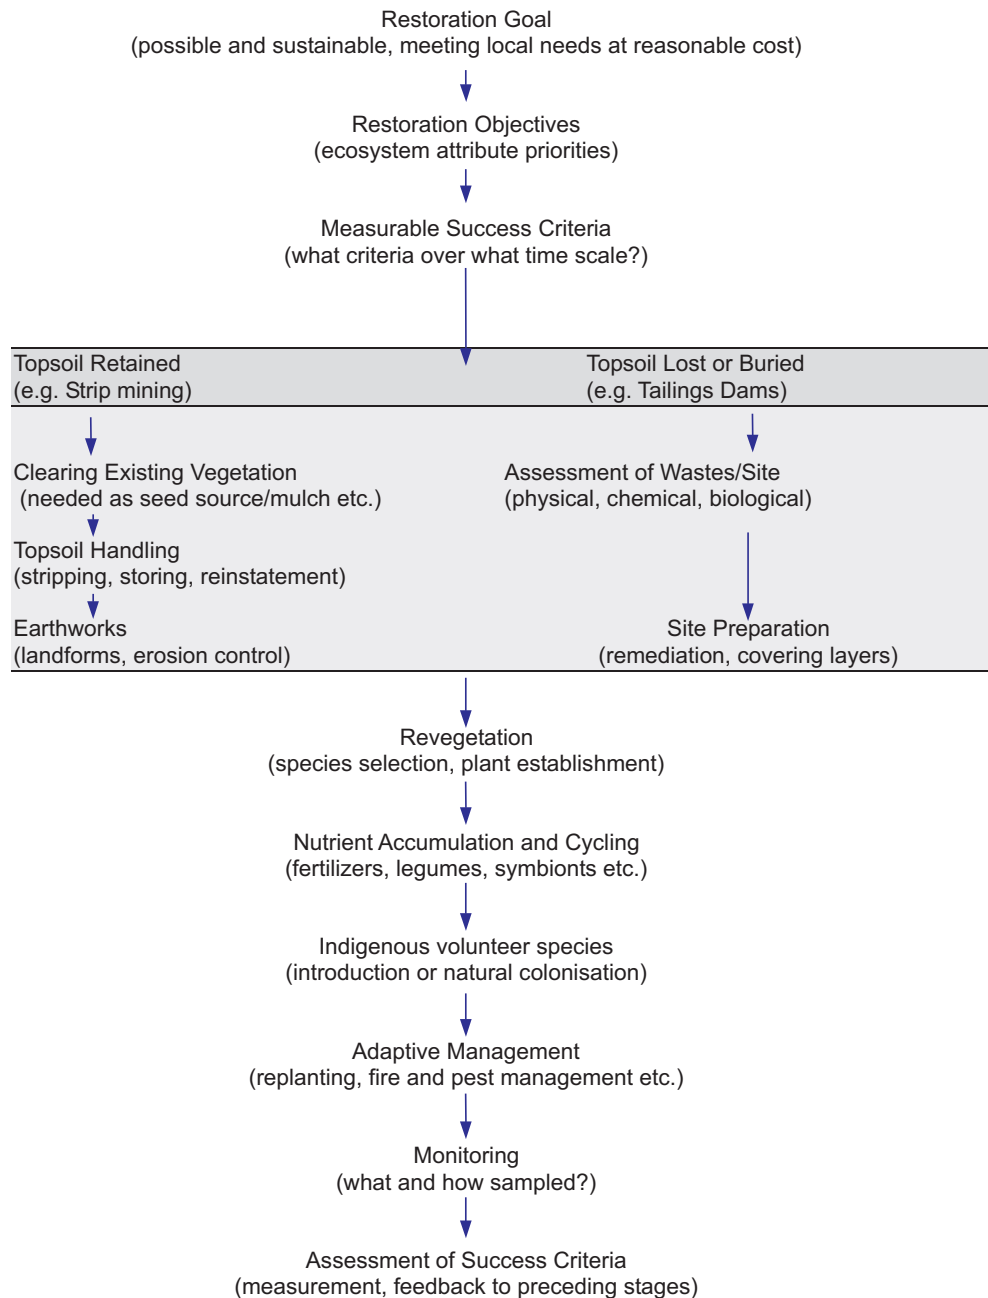 Restoration Goal
(possible and sustainable, meeting local needs at reasonable cost)
Restoration Objectives
(ecosystem attribute priorities)
Measurable Success Criteria
(what criteria over what time scale?)
Topsoil Retained
(e.g. Strip mining)
Topsoil Lost or Buried
(e.g. Tailings Dams)
Clearing Existing Vegetation
(needed as seed source/mulch etc.)
Topsoil Handling
(stripping, storing, reinstatement)
Earthworks
(landforms, erosion control)
Assessment of Wastes/Site
(physical, chemical, biological)
Site Preparation
(remediation, covering layers)
Revegetation
(species selection, plant establishment)
Nutrient Accumulation and Cycling
(fertilizers, legumes, symbionts etc.)
Indigenous volunteer species
(introduction or natural colonisation)
Adaptive Management
(replanting, fire and pest management etc.)
Monitoring
(what and how sampled?)
Assessment of Success Criteria
(measurement, feedback to preceding stages)